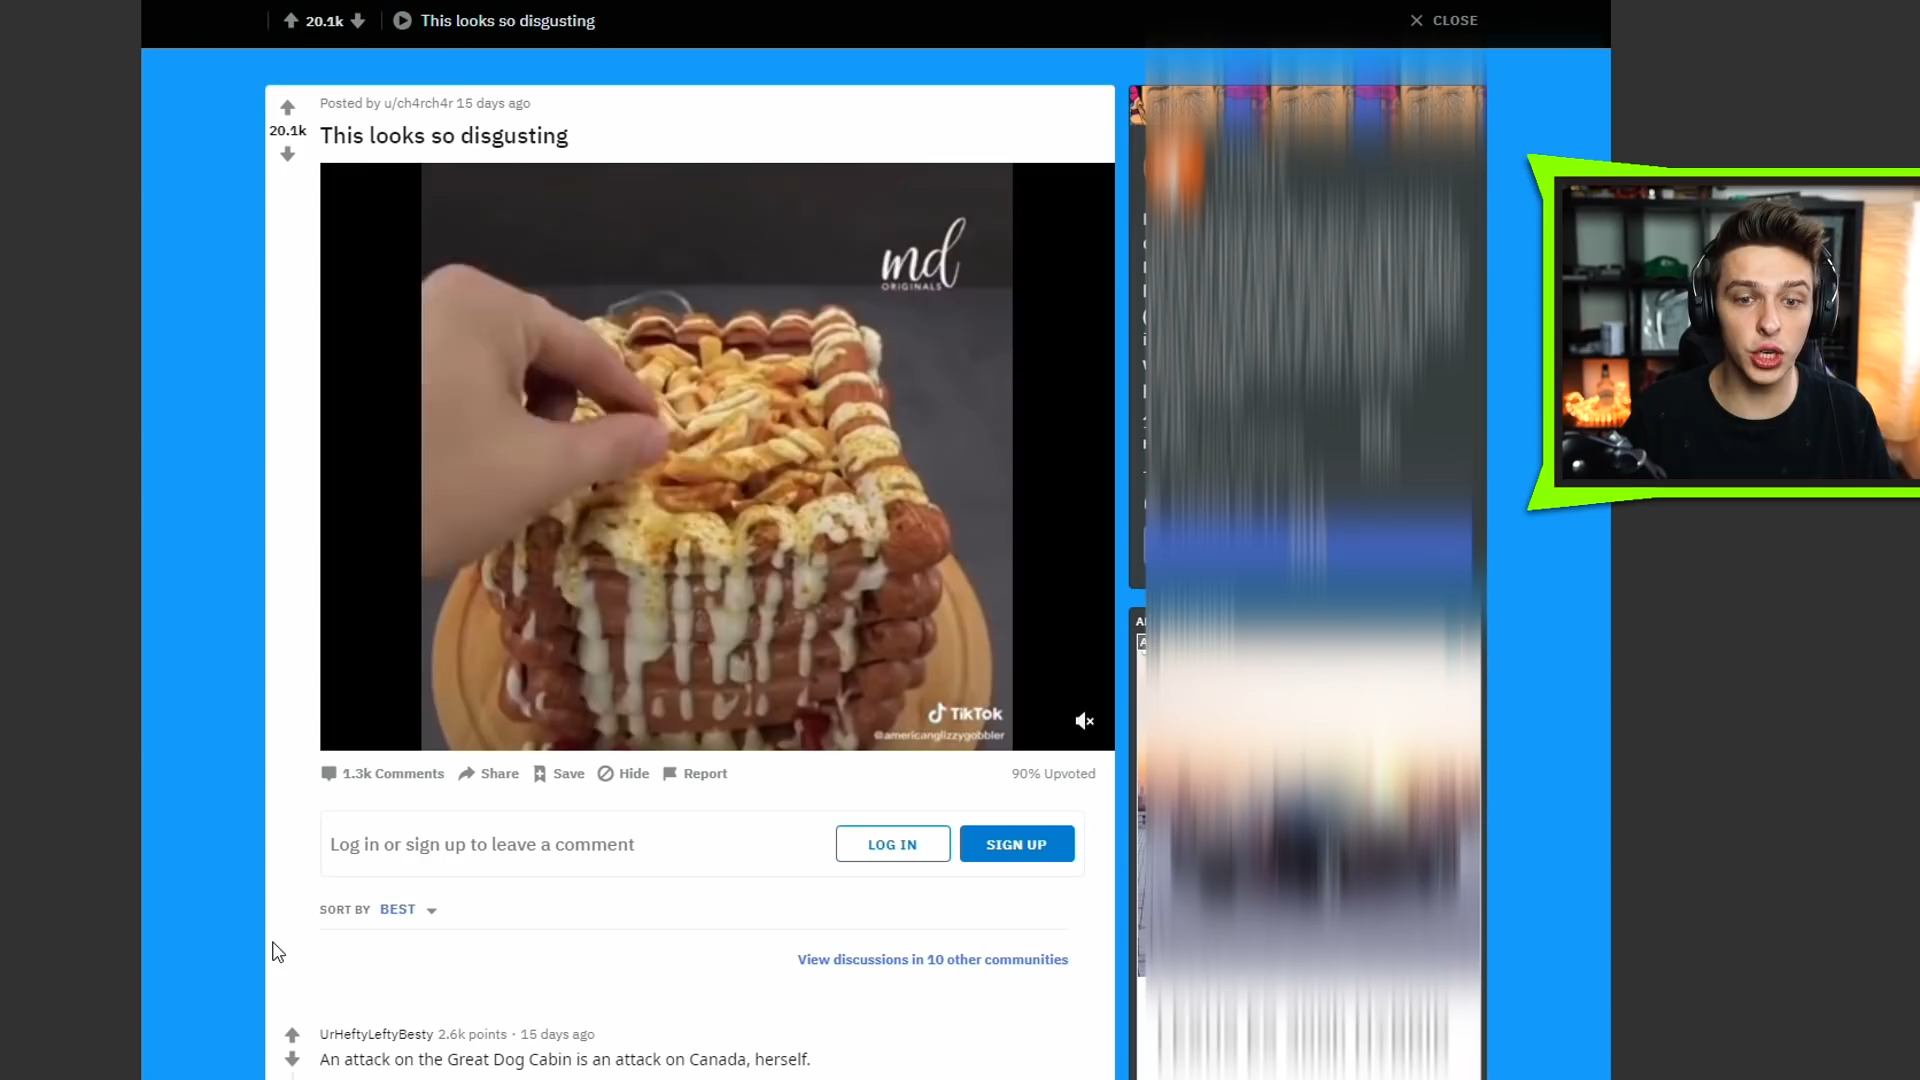 20.1k This looks so disgusting CLOSE
Posted by u/ch4rch4r 15 days ago
20.1k
This looks so disgusting
md
ORIGINALS
TikTok
@americanglizzygobbler
1.3k Comments Share Save Hide Report 90% Upvoted
Log in or sign up to leave a comment LOG IN SIGN UP
SORT BY BEST
View discussions in 10 other communities
UrHeftyLeftyBesty 2.6k points · 15 days ago
An attack on the Great Dog Cabin is an attack on Canada, herself.